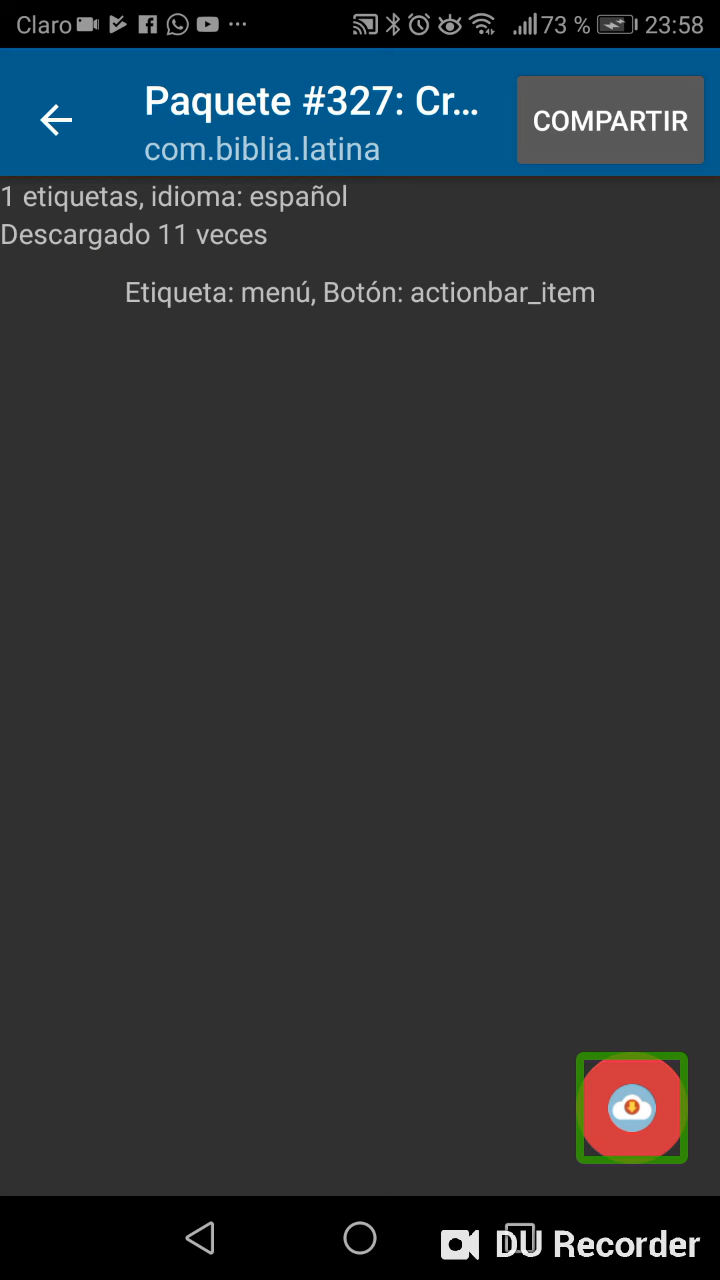 Claro 73 % 23:58
Paquete #327: Cr...
com.biblia.latina
COMPARTIR
1 etiquetas, idioma: español
Descargado 11 veces
Etiqueta: menú, Botón: actionbar_item
DU Recorder